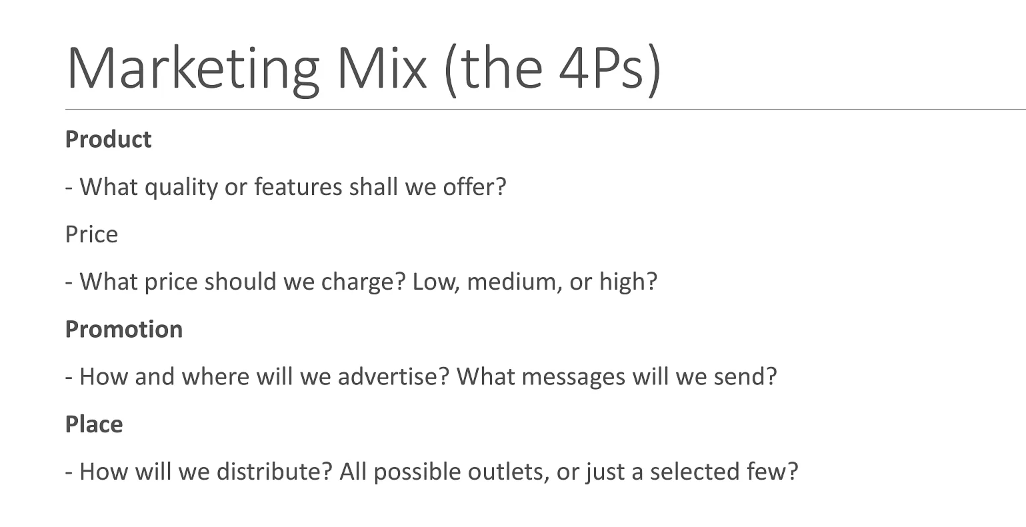 Marketing Mix (the 4Ps)
Product
- What quality or features shall we offer?
Price
- What price should we charge? Low, medium, or high?
Promotion
- How and where will we advertise? What messages will we send?
Place
- How will we distribute? All possible outlets, or just a selected few?